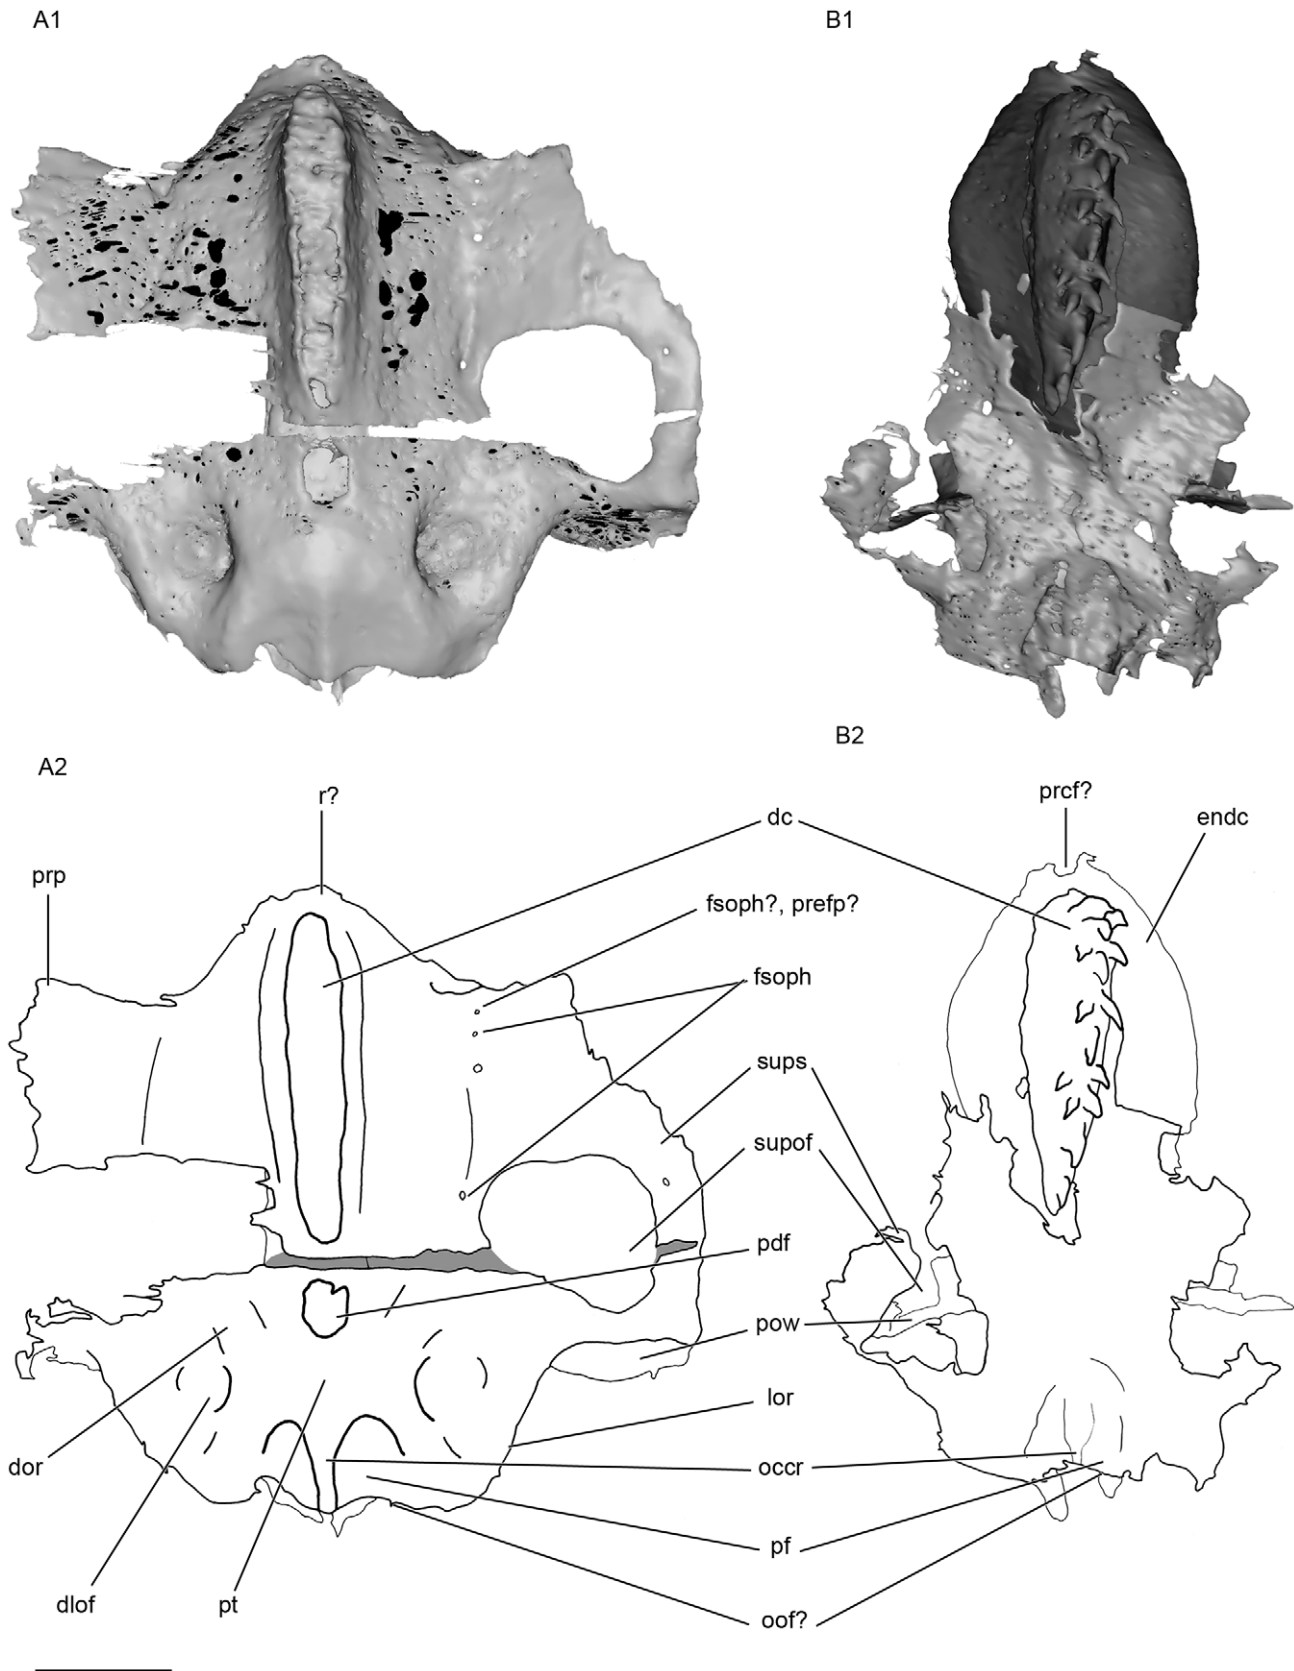 A1
B1
B2
A2
r?
prcf?
dc
endc
prp
fsoph?, prefp?
fsoph
sups
supof
pdf
pow
lor
dor
occr
pf
dlof
pt
oof?